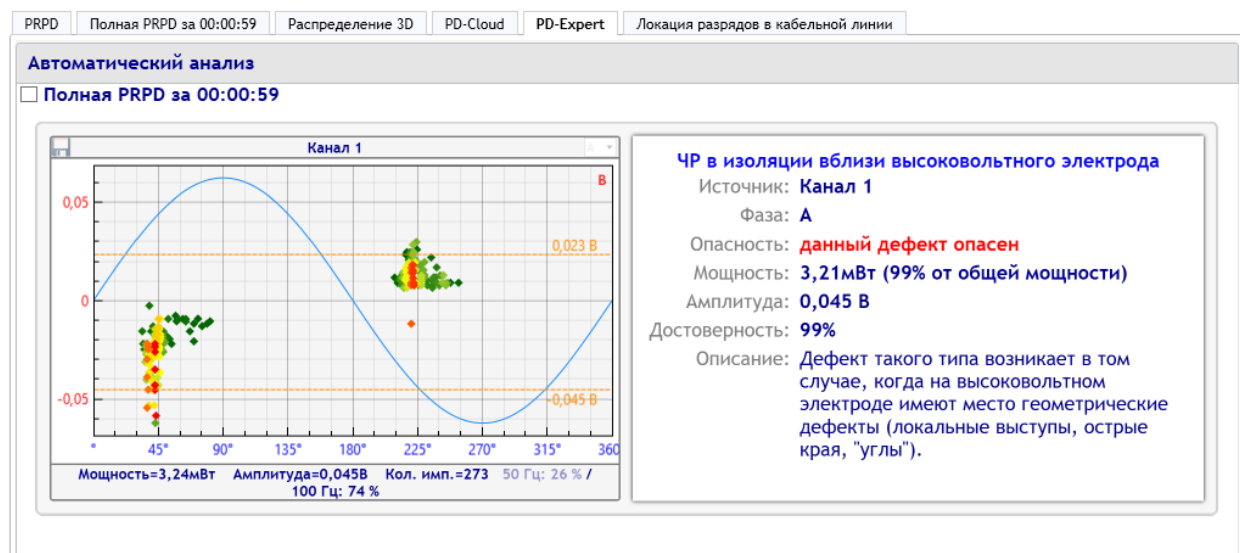 PRPD Полная PRPD за 00:00:59 Распределение 3D PD-Cloud PD-Expert Локация разрядов в кабельной линии
Автоматический анализ
Полная PRPD за 00:00:59
Канал 1
A
В
0,05
0,023 В
0
-0,05
-0,045 В
° 45° 90° 135° 180° 225° 270° 315° 360
Мощность=3,24мВт Амплитуда=0,045В Кол. имп.=273 50 Гц: 26 % /
100 Гц: 74 %
ЧР в изоляции вблизи высоковольтного электрода
Источник: Канал 1
Фаза: А
Опасность: данный дефект опасен
Мощность: 3,21мВт (99% от общей мощности)
Амплитуда: 0,045 В
Достоверность: 99%
Описание: Дефект такого типа возникает в том
случае, когда на высоковольтном
электроде имеют место геометрические
дефекты (локальные выступы, острые
края, "углы").